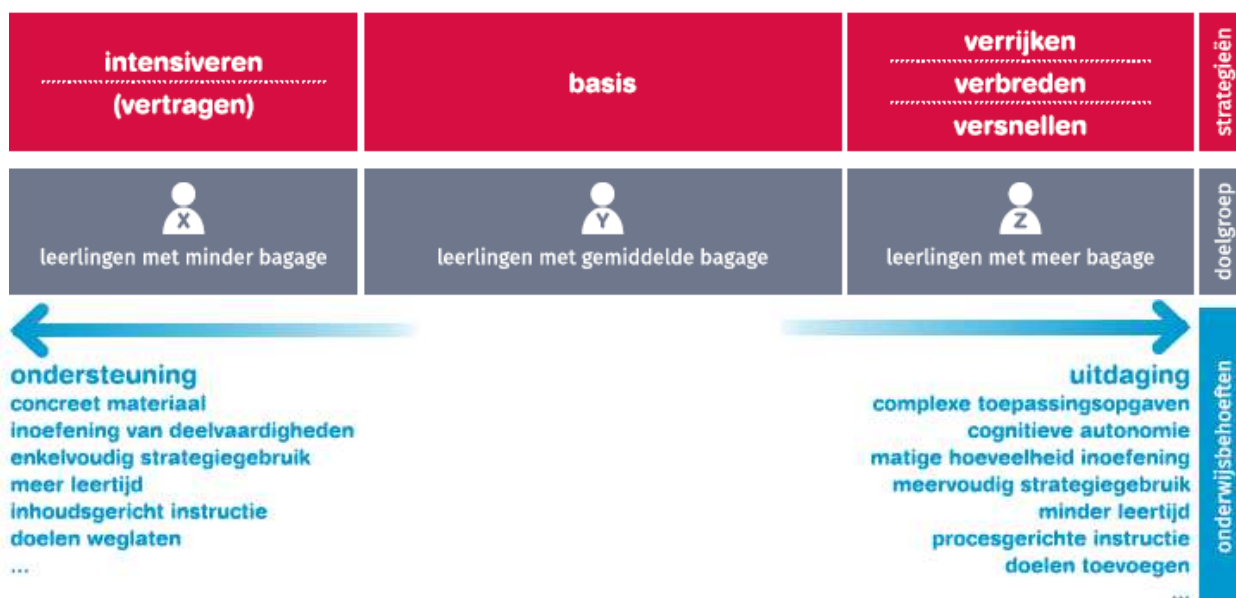 intensiveren
(vertragen)
basis
verrijken
verbreden
versnellen
strategieën
X
leerlingen met minder bagage
Y
leerlingen met gemiddelde bagage
Z
leerlingen met meer bagage
doelgroep
ondersteuning
concreet materiaal
inoefening van deelvaardigheden
enkelvoudig strategiegebruik
meer leertijd
inhoudsgericht instructie
doelen weglaten
...
uitdaging
complexe toepassingsopgaven
cognitieve autonomie
matige hoeveelheid inoefening
meervoudig strategiegebruik
minder leertijd
procesgerichte instructie
doelen toevoegen
...
onderwijsbehoeften